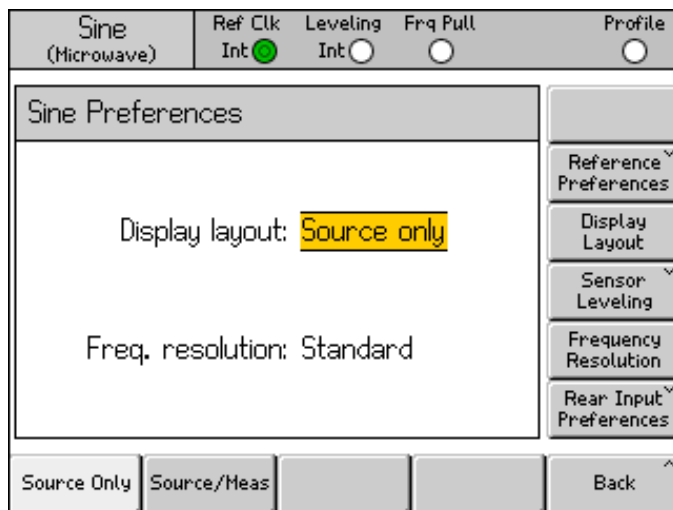 Sine
(Microwave)
Ref Clk
Int
Leveling
Int
Frq Pull
Profile
Sine Preferences
Display layout: Source only
Freq. resolution: Standard
Reference
Preferences
Display
Layout
Sensor
Leveling
Frequency
Resolution
Rear Input
Preferences
Source Only
Source/Meas
Back